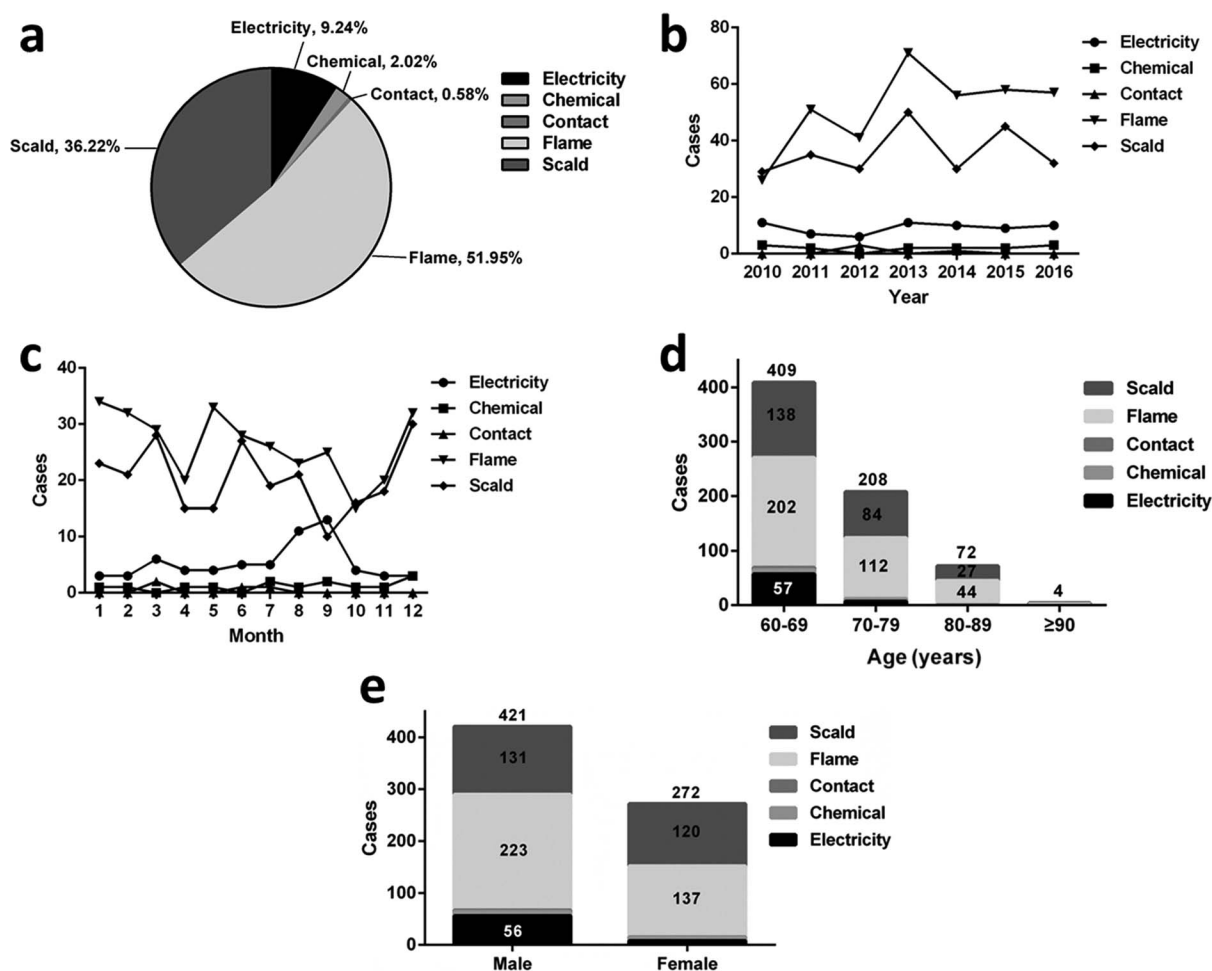 a
Electricity, 9.24%
Chemical, 2.02%
Contact, 0.58%
Scald, 36.22%
Flame, 51.95%
Electricity
Chemical
Contact
Flame
Scald
b
80
60
40
20
0
Cases
2010 2011 2012 2013 2014 2015 2016
Year
Electricity
Chemical
Contact
Flame
Scald
c
40
30
20
10
0
Cases
1 2 3 4 5 6 7 8 9 10 11 12
Month
Electricity
Chemical
Contact
Flame
Scald
d
400
300
200
100
0
Cases
409
138
202
57
208
84
112
72
27
44
4
60-69 70-79 80-89 ≥90
Age (years)
Scald
Flame
Contact
Chemical
Electricity
e
400
300
200
100
0
Cases
421
131
223
56
272
120
137
Male Female
Scald
Flame
Contact
Chemical
Electricity